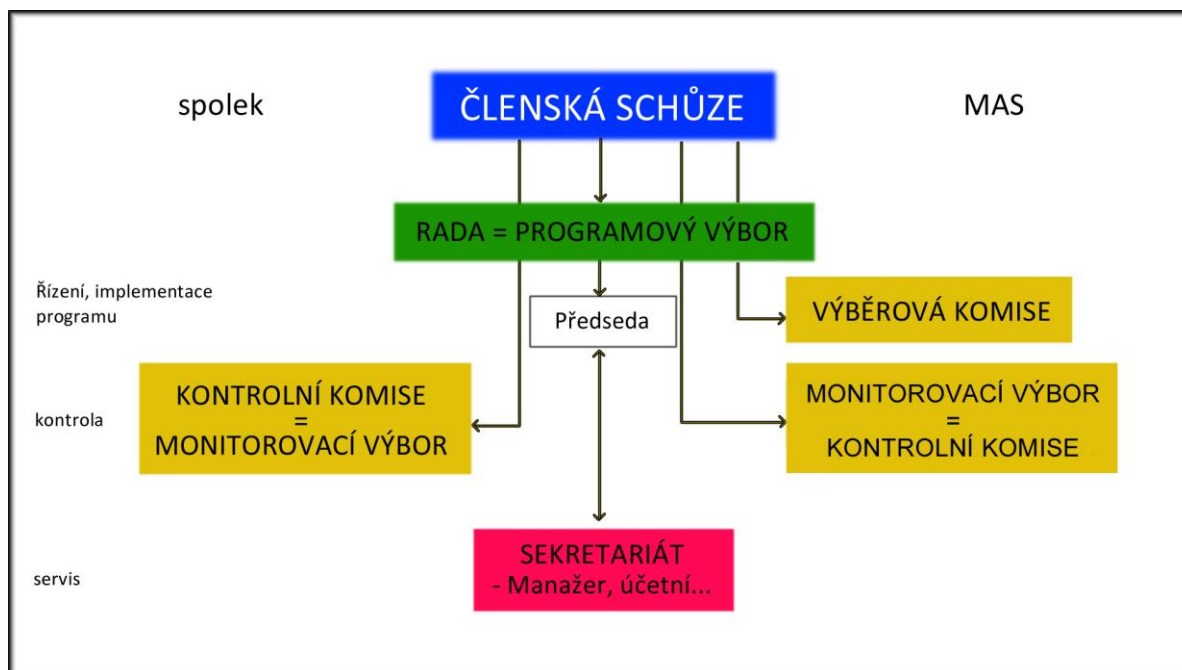 spolek
ČLENSKÁ SCHŮZE
MAS
RADA = PROGRAMOVÝ VÝBOR
Řízení, implementace
programu
Předseda
VÝBĚROVÁ KOMISE
kontrola
KONTROLNÍ KOMISE
=
MONITOROVACÍ VÝBOR
MONITOROVACÍ VÝBOR
=
KONTROLNÍ KOMISE
servis
SEKRETARIÁT
- Manažer, účetní...